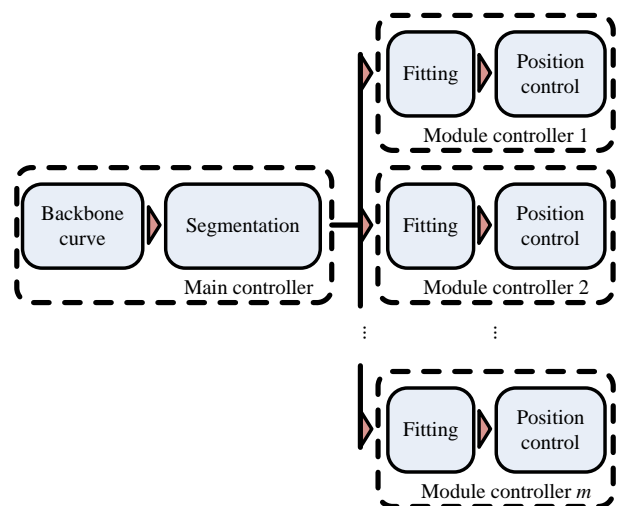 Fitting
Position
control
Module controller 1
Backbone
curve
Segmentation
Main controller
Fitting
Position
control
Module controller 2
...
...
Fitting
Position
control
Module controller m